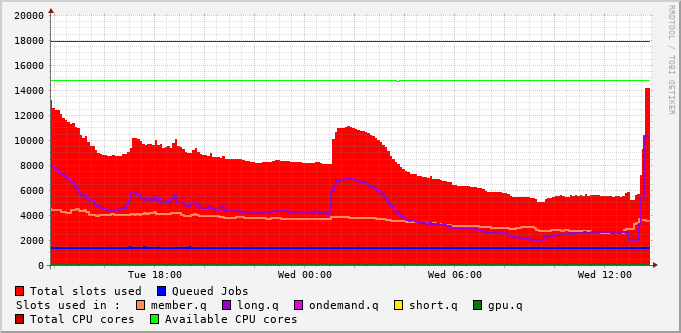 20000
18000
16000
14000
12000
10000
8000
6000
4000
2000
0
Tue 18:00 Wed 00:00 Wed 06:00 Wed 12:00
Total slots used Queued Jobs
Slots used in : member.q long.q ondemand.q short.q gpu.q
Total CPU cores Available CPU cores
RRDTOOL / TOBI OETIKER